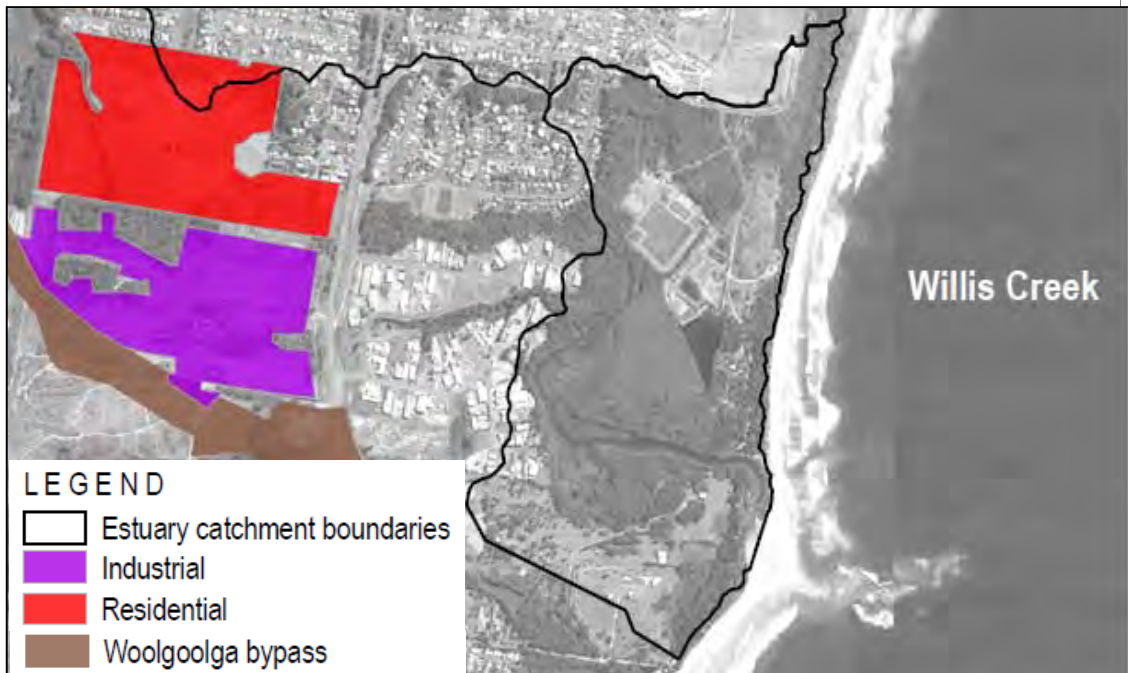 Willis Creek
LEGEND
Estuary catchment boundaries
Industrial
Residential
Woolgoolga bypass